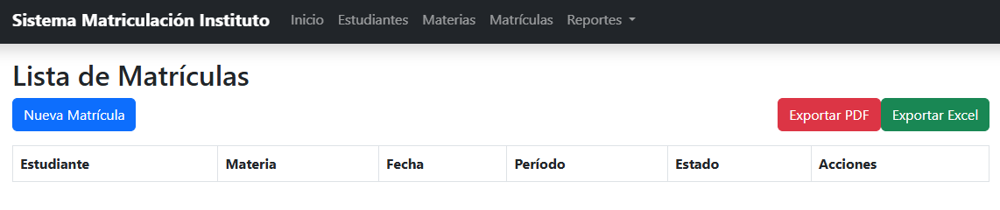 Sistema Matriculación Instituto Inicio Estudiantes Materias Matrículas Reportes
Lista de Matrículas
Nueva Matrícula Exportar PDF Exportar Excel
Estudiante Materia Fecha Período Estado Acciones